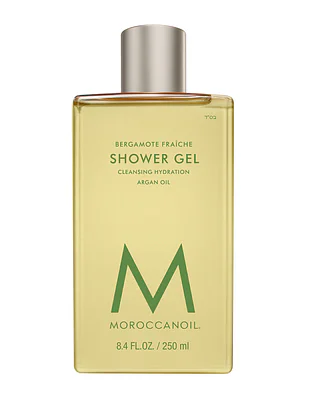 BERGAMOTE FRAÎCHE
SHOWER GEL
CLEANSING HYDRATION
ARGAN OIL
M
MOROCCANOIL.
8.4 FL.OZ. / 250 ml